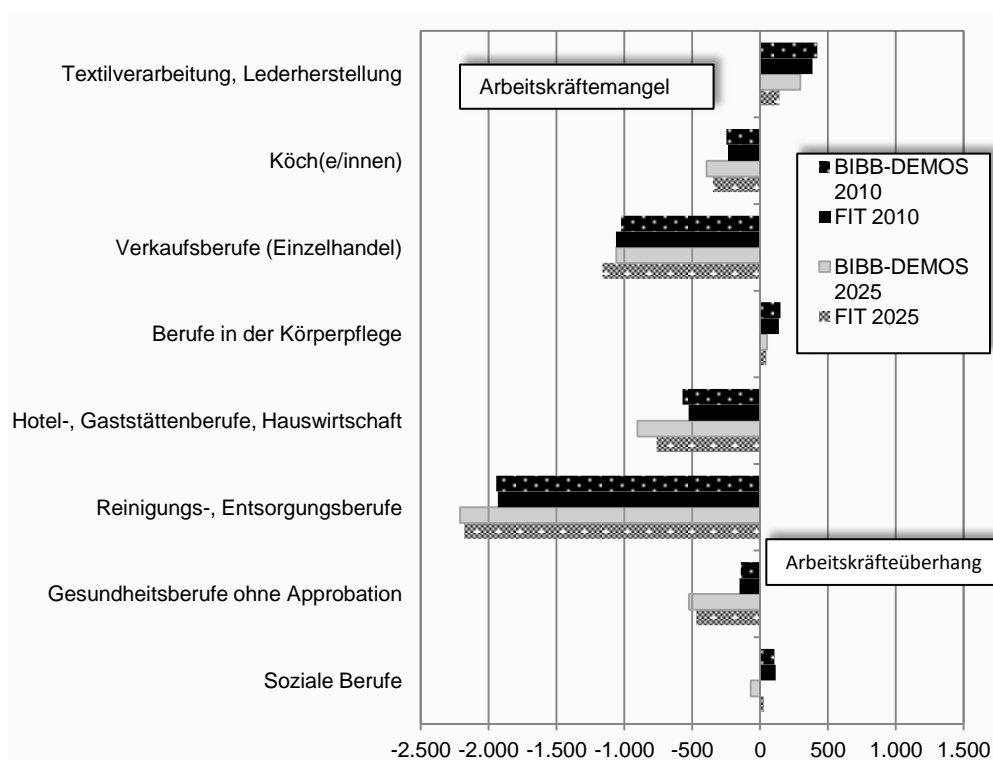 Textilverarbeitung, Lederherstellung
Arbeitskräftemangel
Köch(e/innen)
BIBB-DEMOS
2010
FIT 2010
Verkaufsberufe (Einzelhandel)
BIBB-DEMOS
2025
FIT 2025
Berufe in der Körperpflege
Hotel-, Gaststättenberufe, Hauswirtschaft
Reinigungs-, Entsorgungsberufe
Arbeitskräfteüberhang
Gesundheitsberufe ohne Approbation
Soziale Berufe
-2.500 -2.000 -1.500 -1.000 -500 0 500 1.000 1.500